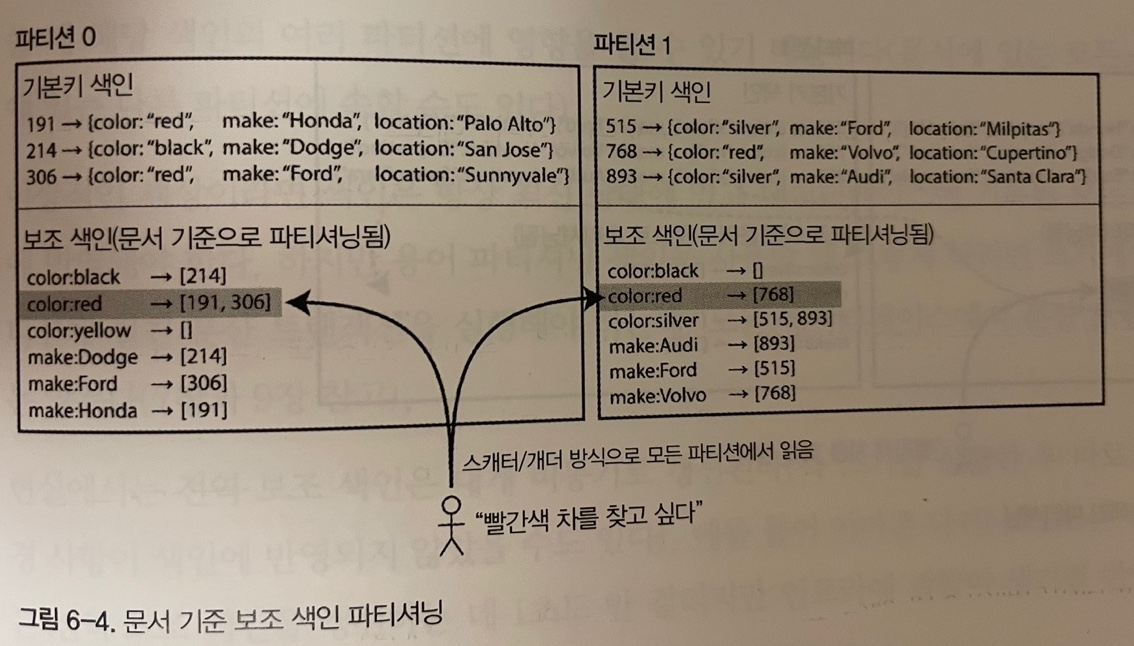 파티션 0
기본키 색인
191 → {color: “red”, make: “Honda”, location: “Palo Alto”}
214 → {color: “black”, make: “Dodge”, location: “San Jose”}
306 → {color: “red”, make: “Ford”, location: “Sunnyvale”}
보조 색인(문서 기준으로 파티셔닝됨)
color:black → [214]
color:red → [191, 306]
color:yellow → []
make:Dodge → [214]
make:Ford → [306]
make:Honda → [191]
파티션 1
기본키 색인
515 → {color: “silver”, make: “Ford”, location: “Milpitas”}
768 → {color: “red”, make: “Volvo”, location: “Cupertino”}
893 → {color: “silver”, make: “Audi”, location: “Santa Clara”}
보조 색인(문서 기준으로 파티셔닝됨)
color:black → []
color:red → [768]
color:silver → [515, 893]
make:Audi → [893]
make:Ford → [515]
make:Volvo → [768]
스캐터/개더 방식으로 모든 파티션에서 읽음
“빨간색 차를 찾고 싶다”
그림 6-4. 문서 기준 보조 색인 파티셔닝